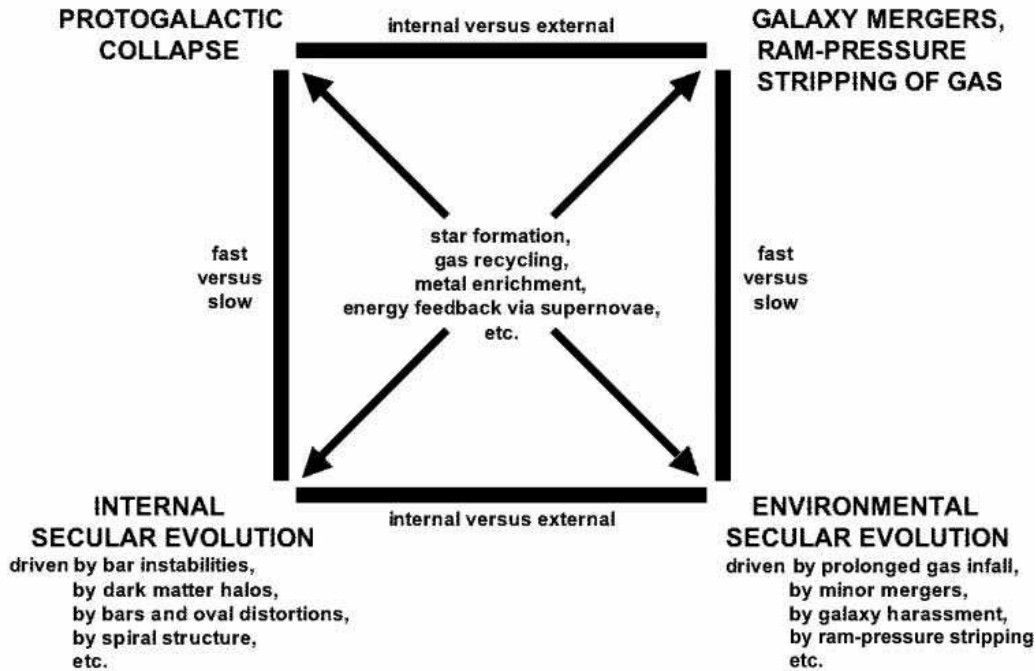 PROTOGALACTIC
COLLAPSE
internal versus external
GALAXY MERGERS,
RAM-PRESSURE
STRIPPING OF GAS
fast
versus
slow
star formation,
gas recycling,
metal enrichment,
energy feedback via supernovae,
etc.
fast
versus
slow
INTERNAL
SECULAR EVOLUTION
driven by bar instabilities,
by dark matter halos,
by bars and oval distortions,
by spiral structure,
etc.
internal versus external
ENVIRONMENTAL
SECULAR EVOLUTION
driven by prolonged gas infall,
by minor mergers,
by galaxy harassment,
by ram-pressure stripping
etc.